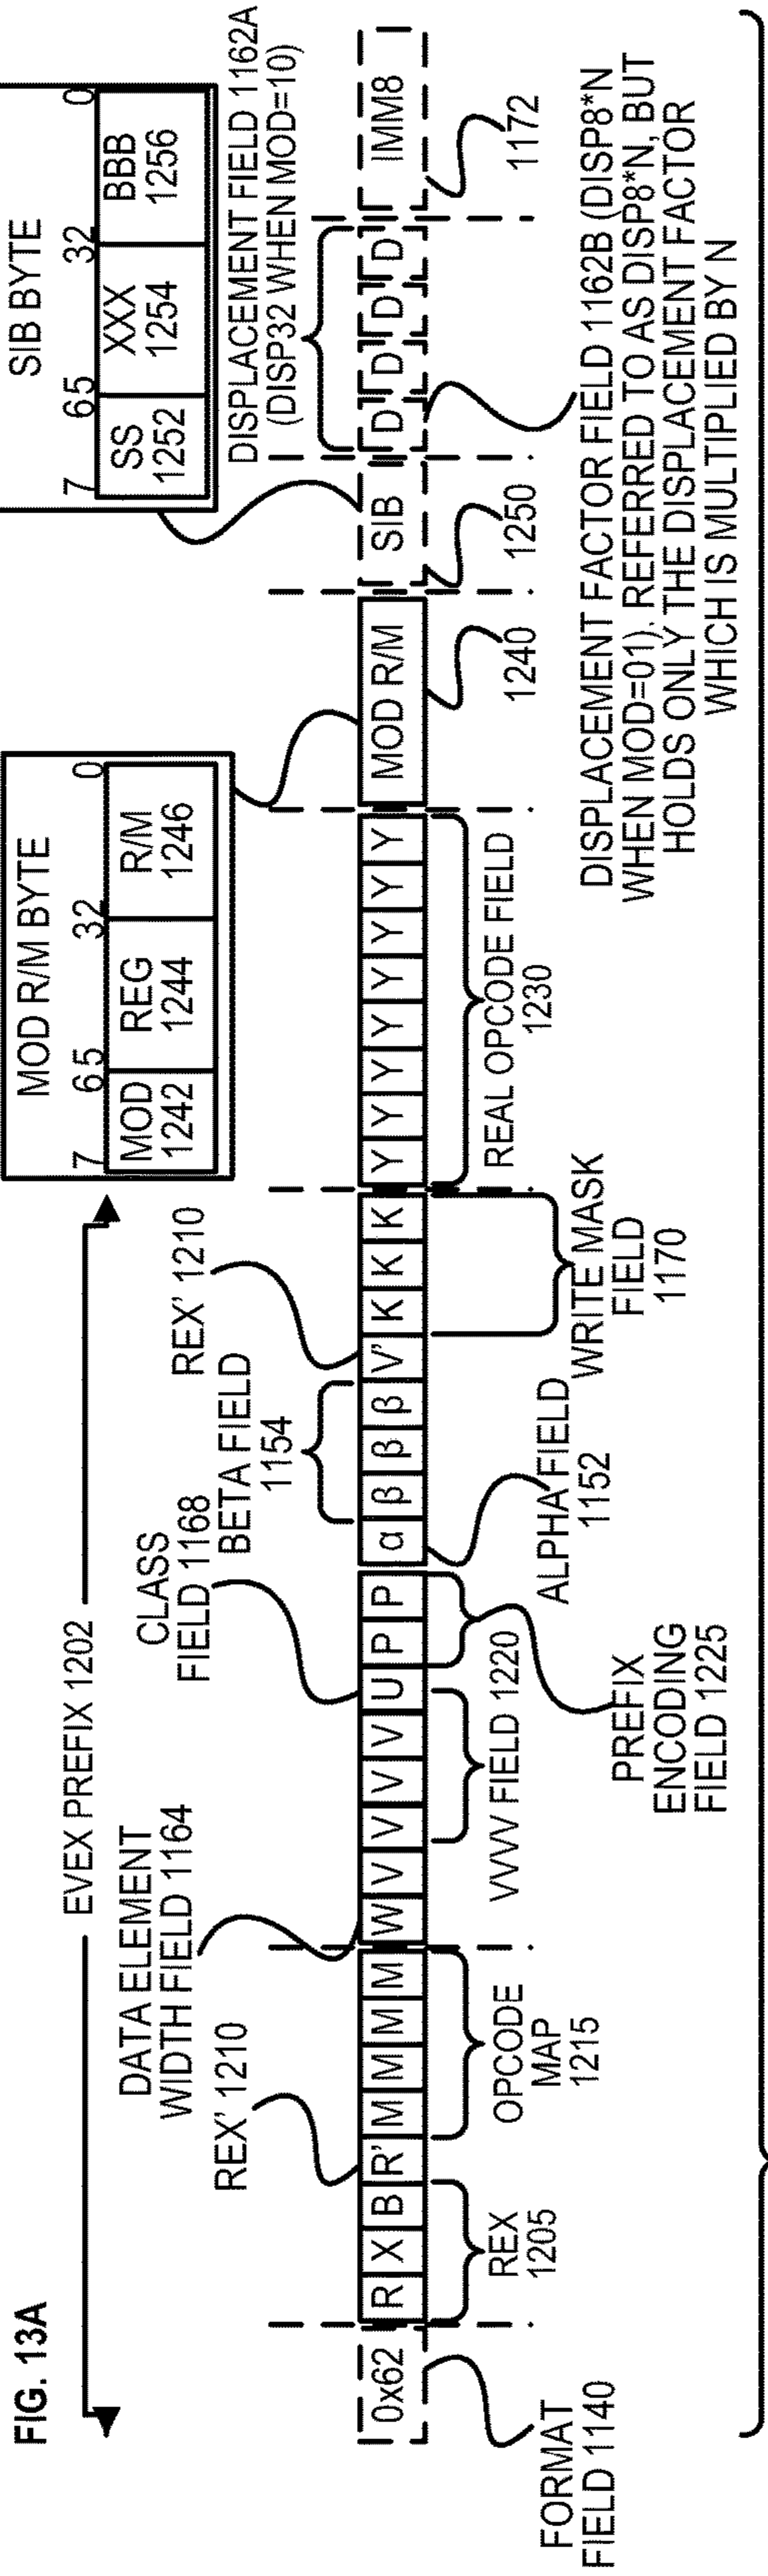 FIG. 13A
EVEX PREFIX 1202
MOD R/M BYTE
7 6 5 3 2 0
MOD REG R/M
1242 1244 1246
SIB BYTE
7 6 5 3 2 0
SS XXX BBB
1252 1254 1256
DATA ELEMENT
WIDTH FIELD 1164
REX' 1210
CLASS
FIELD 1168
BETA FIELD
1154
REX' 1210
DISPLACEMENT FIELD 1162A
(DISP32 WHEN MOD=10)
0x62 R X B R' M M M M W V V V V U P P α β β β V' K K K Y Y Y Y Y Y Y Y MOD R/M SIB D D D D IMM8
FORMAT
FIELD 1140
REX
1205
OPCODE
MAP
1215
VVVV FIELD 1220
PREFIX
ENCODING
FIELD 1225
ALPHA FIELD
1152
WRITE MASK
FIELD
1170
REAL OPCODE FIELD
1230
1240
1250
1172
DISPLACEMENT FACTOR FIELD 1162B (DISP8*N
WHEN MOD=01). REFERRED TO AS DISP8*N, BUT
HOLDS ONLY THE DISPLACEMENT FACTOR
WHICH IS MULTIPLIED BY N